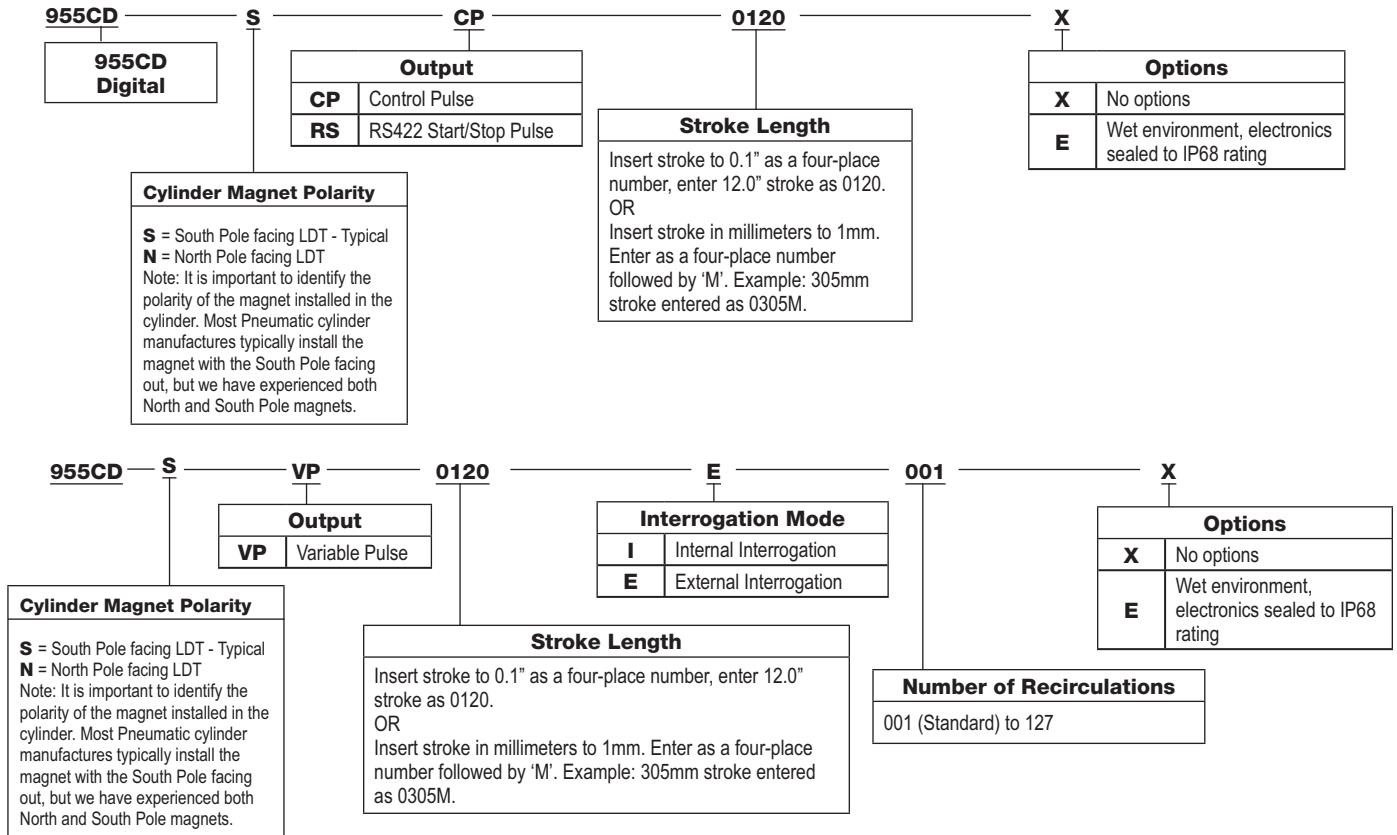 955CD S CP 0120 X
955CD
Digital
Output
CP Control Pulse
RS RS422 Start/Stop Pulse
Options
X No options
E Wet environment, electronics
sealed to IP68 rating
Stroke Length
Insert stroke to 0.1” as a four-place
number, enter 12.0” stroke as 0120.
OR
Insert stroke in millimeters to 1mm.
Enter as a four-place number
followed by ‘M’. Example: 305mm
stroke entered as 0305M.
Cylinder Magnet Polarity
S = South Pole facing LDT - Typical
N = North Pole facing LDT
Note: It is important to identify the
polarity of the magnet installed in the
cylinder. Most Pneumatic cylinder
manufactures typically install the
magnet with the South Pole facing
out, but we have experienced both
North and South Pole magnets.
955CD S VP 0120 E 001 X
Output
VP Variable Pulse
Interrogation Mode
I Internal Interrogation
E External Interrogation
Options
X No options
E Wet environment,
electronics sealed to IP68
rating
Cylinder Magnet Polarity
S = South Pole facing LDT - Typical
N = North Pole facing LDT
Note: It is important to identify the
polarity of the magnet installed in the
cylinder. Most Pneumatic cylinder
manufactures typically install the
magnet with the South Pole facing
out, but we have experienced both
North and South Pole magnets.
Stroke Length
Insert stroke to 0.1” as a four-place number, enter 12.0”
stroke as 0120.
OR
Insert stroke in millimeters to 1mm. Enter as a four-place
number followed by ‘M’. Example: 305mm stroke entered
as 0305M.
Number of Recirculations
001 (Standard) to 127